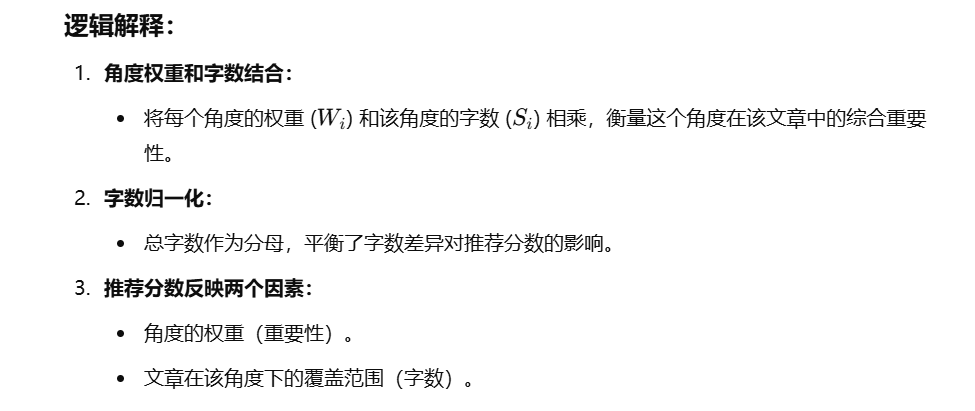 逻辑解释：
1. 角度权重和字数结合：
• 将每个角度的权重 (W_i) 和该角度的字数 (S_i) 相乘，衡量这个角度在该文章中的综合重要
性。
2. 字数归一化：
• 总字数作为分母，平衡了字数差异对推荐分数的影响。
3. 推荐分数反映两个因素：
• 角度的权重（重要性）。
• 文章在该角度下的覆盖范围（字数）。